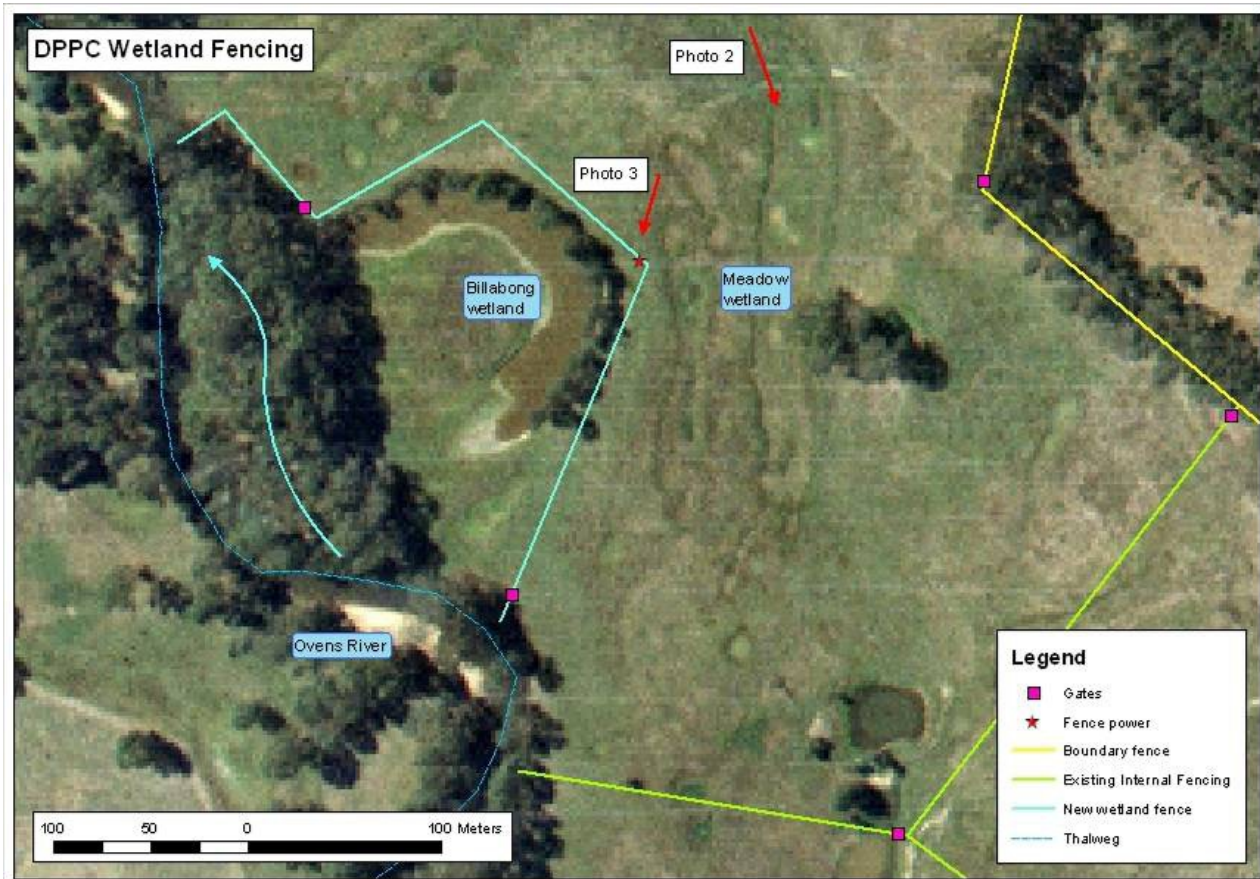 DPPC Wetland Fencing
Photo 2
Photo 3
Billabong
wetland
Meadow
wetland
Ovens River
Legend
Gates
Fence power
Boundary fence
Existing Internal Fencing
New wetland fence
Thalweg
100 50 0 100 Meters